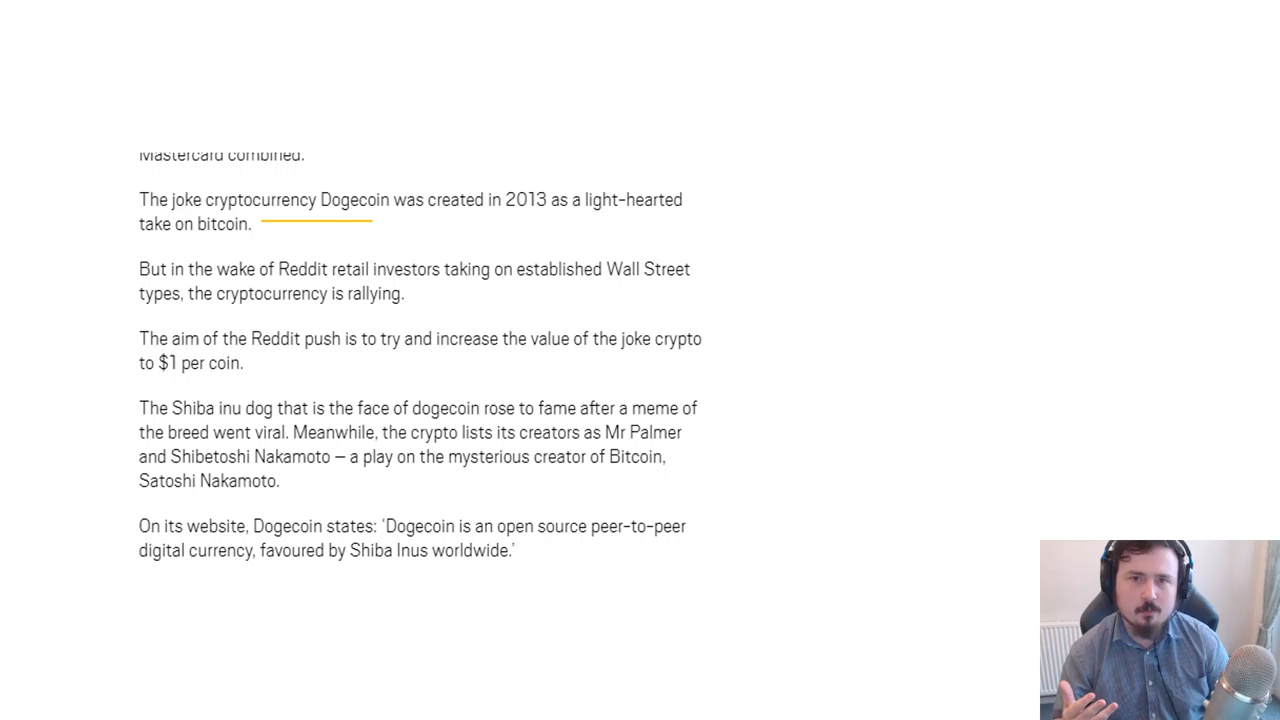 Mastercard combined.
The joke cryptocurrency Dogecoin was created in 2013 as a light-hearted
take on bitcoin.
But in the wake of Reddit retail investors taking on established Wall Street
types, the cryptocurrency is rallying.
The aim of the Reddit push is to try and increase the value of the joke crypto
to $1 per coin.
The Shiba inu dog that is the face of dogecoin rose to fame after a meme of
the breed went viral. Meanwhile, the crypto lists its creators as Mr Palmer
and Shibetoshi Nakamoto – a play on the mysterious creator of Bitcoin,
Satoshi Nakamoto.
On its website, Dogecoin states: ‘Dogecoin is an open source peer-to-peer
digital currency, favoured by Shiba Inus worldwide.’